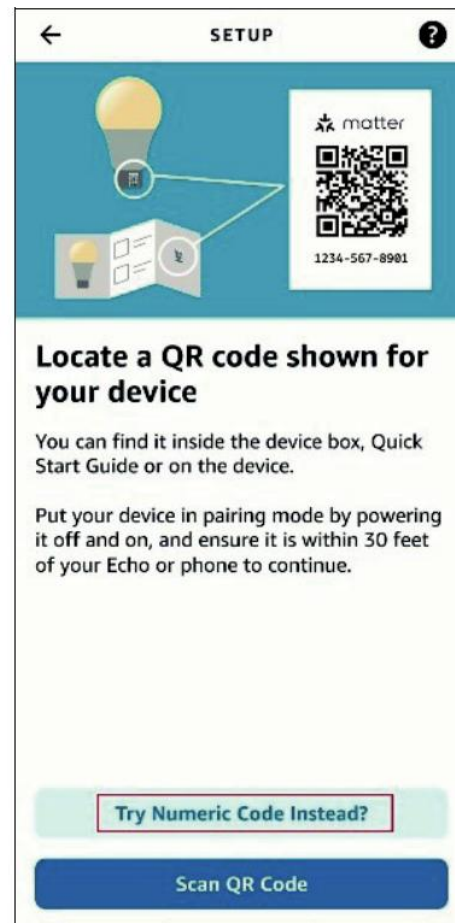 SETUP
matter
1234-567-8901
Locate a QR code shown for
your device
You can find it inside the device box, Quick
Start Guide or on the device.
Put your device in pairing mode by powering
it off and on, and ensure it is within 30 feet
of your Echo or phone to continue.
Try Numeric Code Instead?
Scan QR Code